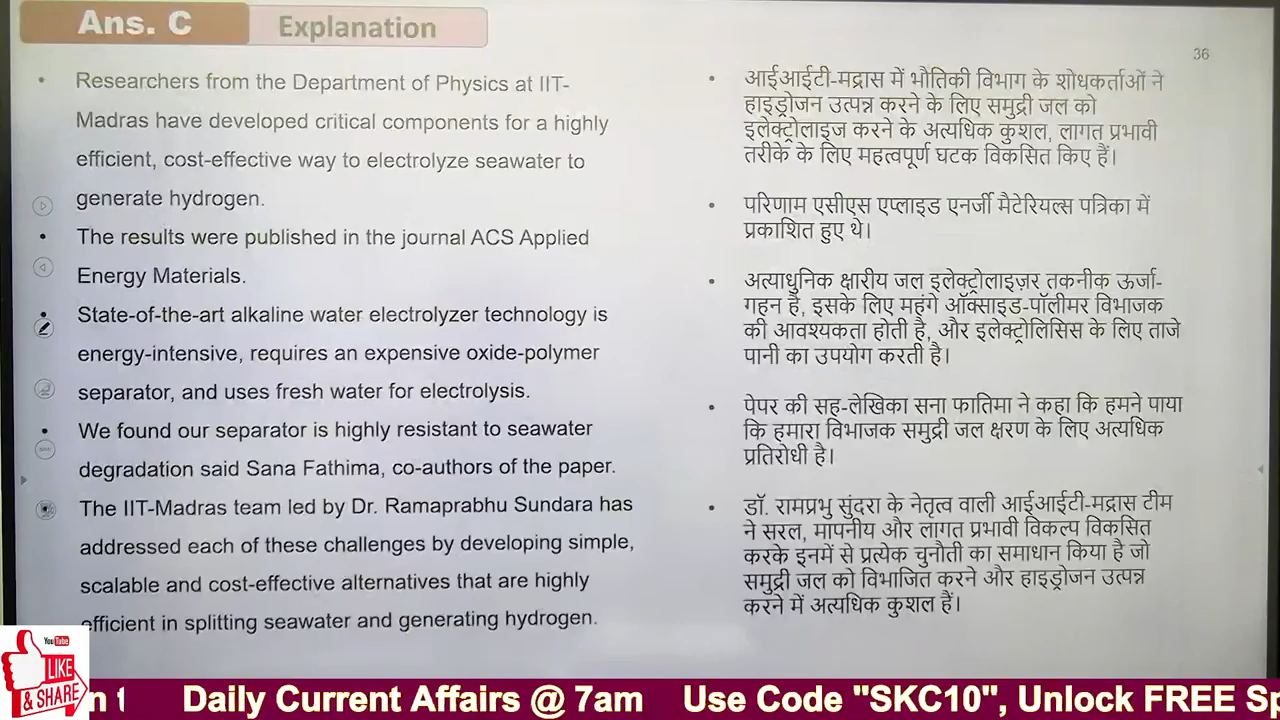 Ans. C
Explanation
36
• Researchers from the Department of Physics at IIT-
Madras have developed critical components for a highly
efficient, cost-effective way to electrolyze seawater to
generate hydrogen.
• The results were published in the journal ACS Applied
Energy Materials.
• State-of-the-art alkaline water electrolyzer technology is
energy-intensive, requires an expensive oxide-polymer
separator, and uses fresh water for electrolysis.
• We found our separator is highly resistant to seawater
degradation said Sana Fathima, co-authors of the paper.
The IIT-Madras team led by Dr. Ramaprabhu Sundara has
addressed each of these challenges by developing simple,
scalable and cost-effective alternatives that are highly
efficient in splitting seawater and generating hydrogen.
• आईआईटी-मद्रास में भौतिकी विभाग के शोधकर्ताओं ने
हाइड्रोजन उत्पन्न करने के लिए समुद्री जल को
इलेक्ट्रोलाइज करने के अत्यधिक कुशल, लागत प्रभावी
तरीके के लिए महत्वपूर्ण घटक विकसित किए हैं।
• परिणाम एसीएस एप्लाइड एनर्जी मैटेरियल्स पत्रिका में
प्रकाशित हुए थे।
• अत्याधुनिक क्षारीय जल इलेक्ट्रोलाइज़र तकनीक ऊर्जा-
गहन है, इसके लिए महंगे ऑक्साइड-पॉलीमर विभाजक
की आवश्यकता होती है, और इलेक्ट्रोलिसिस के लिए ताजे
पानी का उपयोग करती है।
• पेपर की सह-लेखिका सना फातिमा ने कहा कि हमने पाया
कि हमारा विभाजक समुद्री जल क्षरण के लिए अत्यधिक
प्रतिरोधी है।
• डॉ. रामप्रभु सुंदरा के नेतृत्व वाली आईआईटी-मद्रास टीम
ने सरल, मापनीय और लागत प्रभावी विकल्प विकसित
करके इनमें से प्रत्येक चुनौती का समाधान किया है जो
समुद्री जल को विभाजित करने और हाइड्रोजन उत्पन्न
करने में अत्यधिक कुशल हैं।
YouTube
LIKE
& SHARE
Daily Current Affairs @ 7am Use Code "SKC10", Unlock FREE Sp